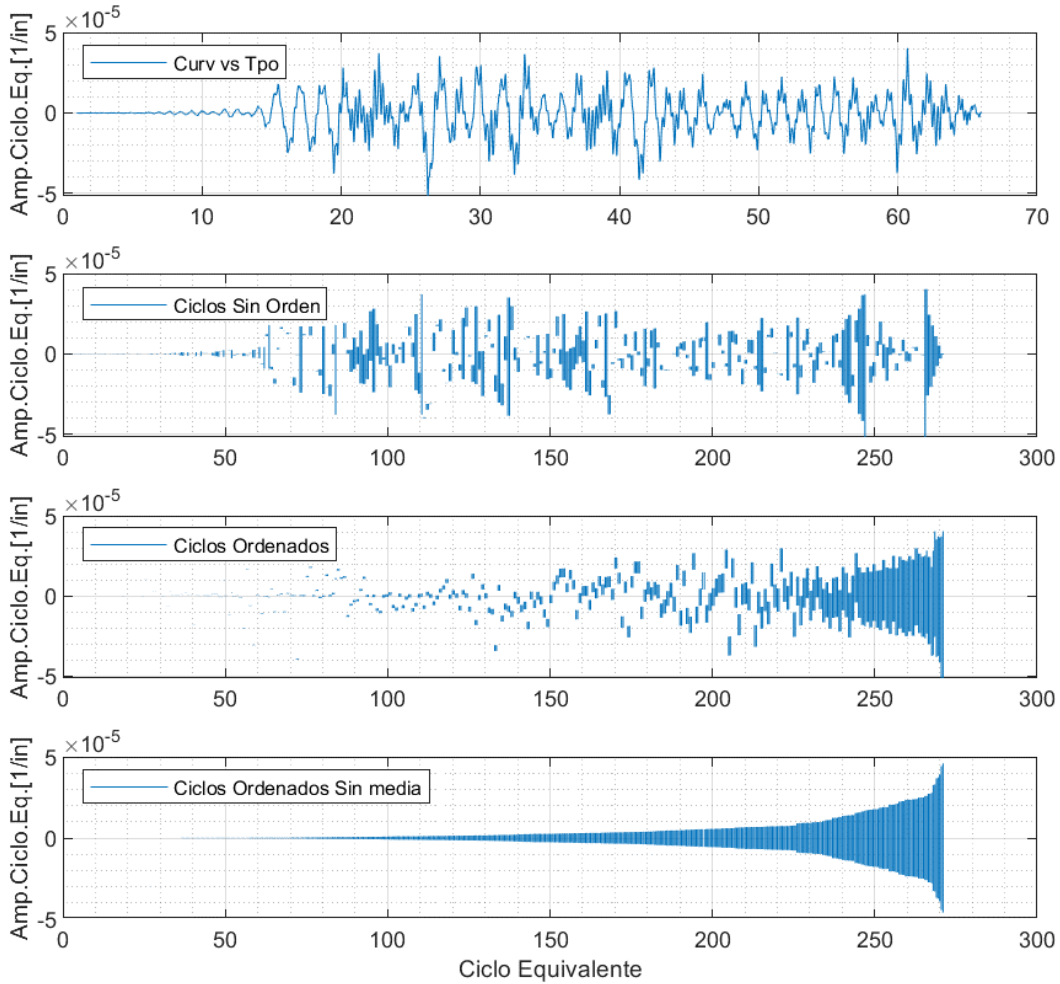 ×10-5
5
0
-5
Amp.Ciclo.Eq.[1/in]
Curv vs Tpo
0 10 20 30 40 50 60 70
×10-5
5
0
-5
Amp.Ciclo.Eq.[1/in]
Ciclos Sin Orden
0 50 100 150 200 250 300
×10-5
5
0
-5
Amp.Ciclo.Eq.[1/in]
Ciclos Ordenados
0 50 100 150 200 250 300
×10-5
5
0
-5
Amp.Ciclo.Eq.[1/in]
Ciclos Ordenados Sin media
0 50 100 150 200 250 300
Ciclo Equivalente